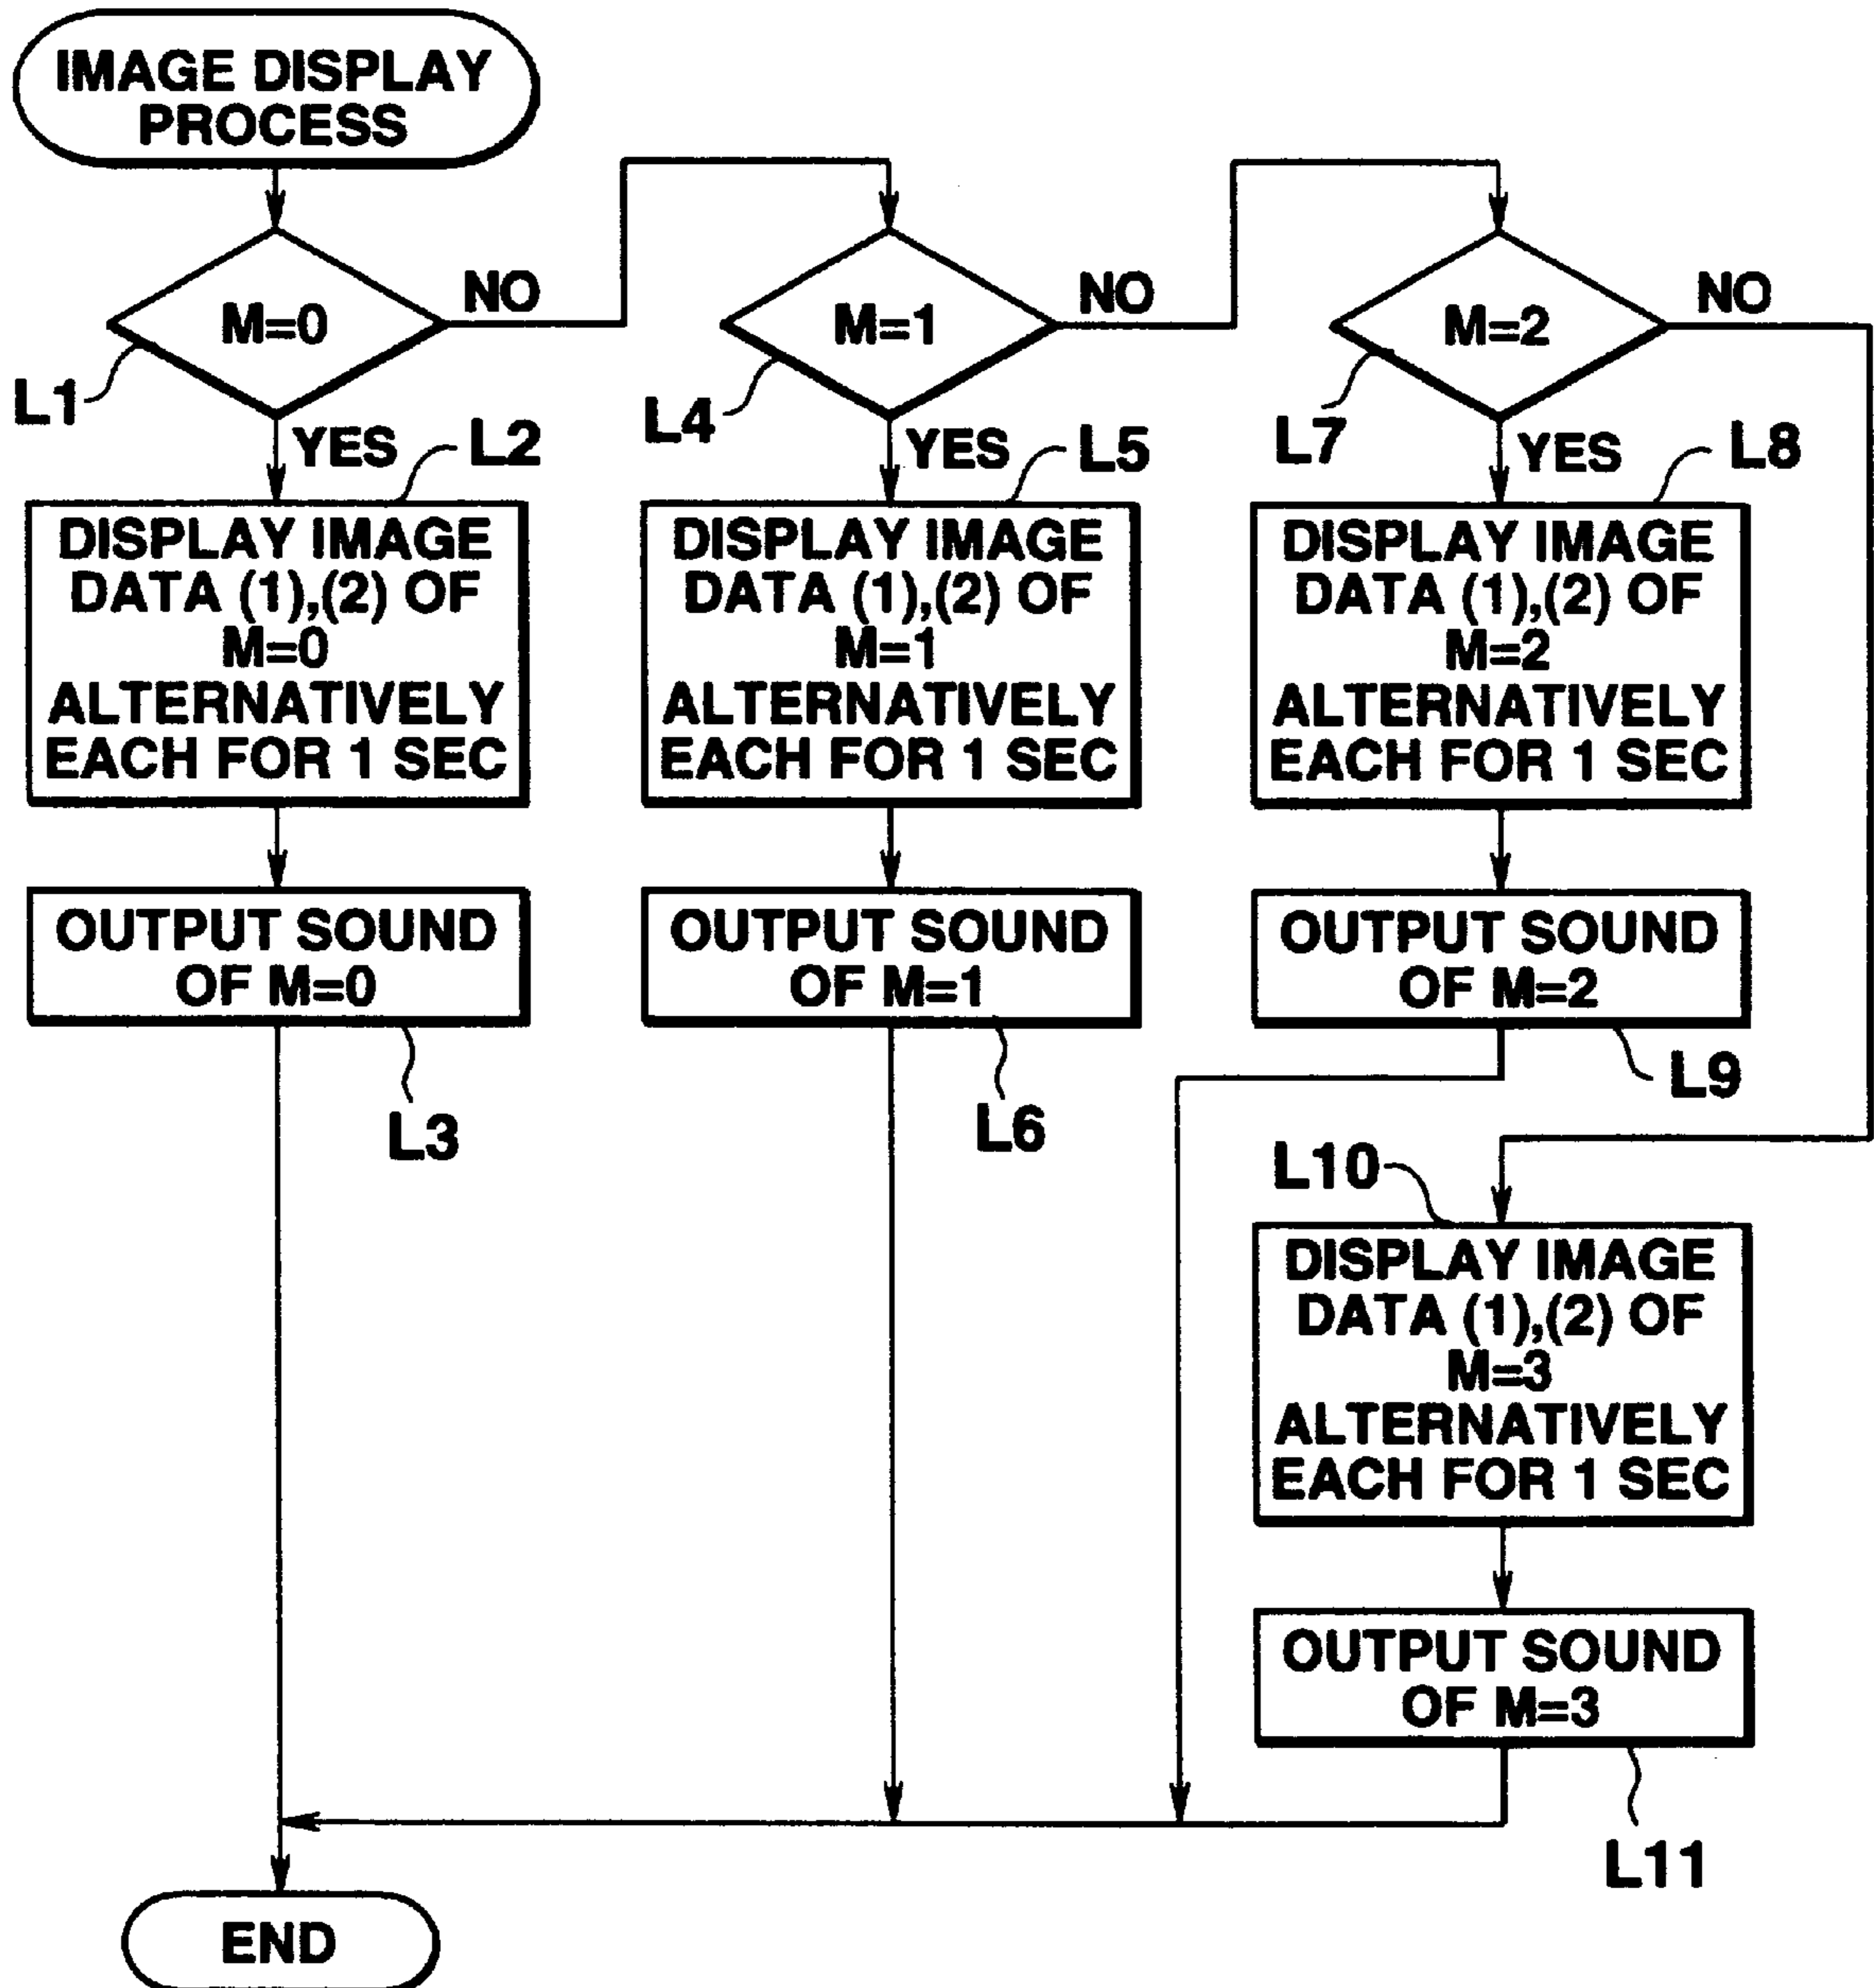 IMAGE DISPLAY
PROCESS
M=0
NO
L1
YES
L2
DISPLAY IMAGE
DATA (1),(2) OF
M=0
ALTERNATIVELY
EACH FOR 1 SEC
OUTPUT SOUND
OF M=0
L3
M=1
NO
L4
YES
L5
DISPLAY IMAGE
DATA (1),(2) OF
M=1
ALTERNATIVELY
EACH FOR 1 SEC
OUTPUT SOUND
OF M=1
L6
M=2
NO
L7
YES
L8
DISPLAY IMAGE
DATA (1),(2) OF
M=2
ALTERNATIVELY
EACH FOR 1 SEC
OUTPUT SOUND
OF M=2
L9
L10
DISPLAY IMAGE
DATA (1),(2) OF
M=3
ALTERNATIVELY
EACH FOR 1 SEC
OUTPUT SOUND
OF M=3
L11
END